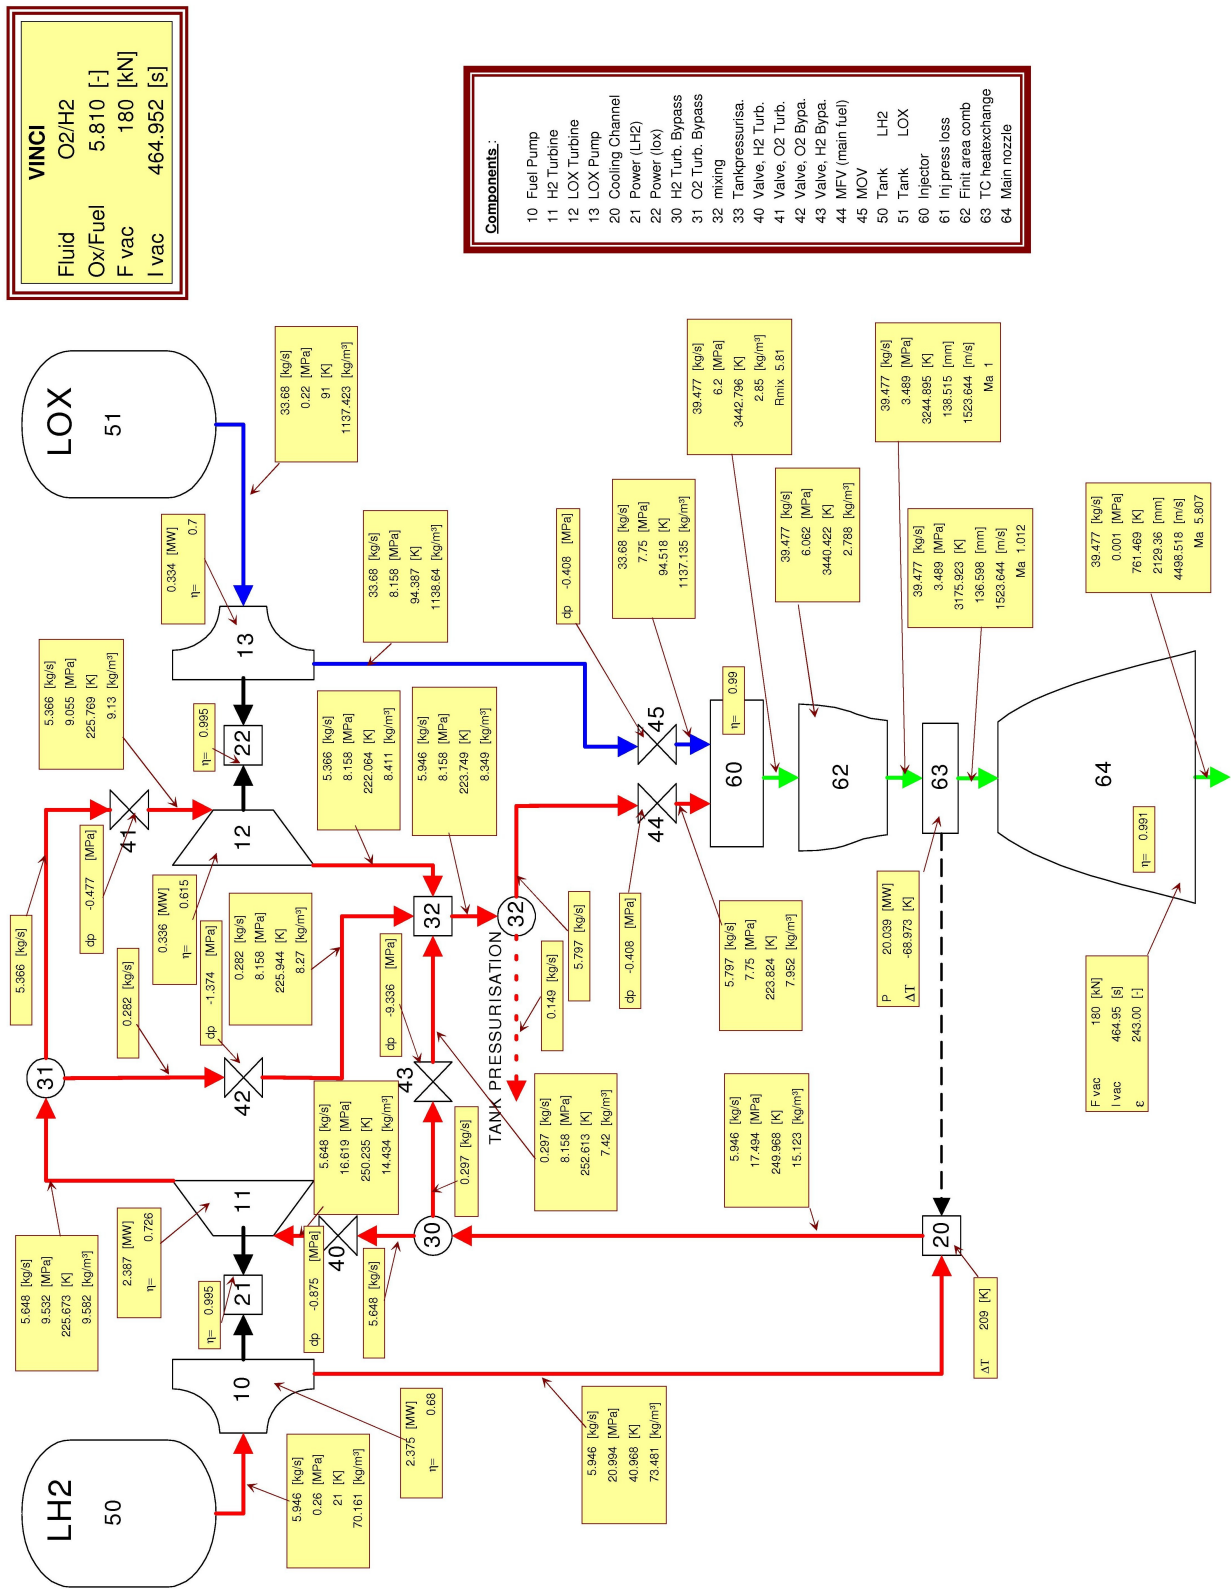 VINCI
Fluid O2/H2
Ox/Fuel 5.810 [-]
F vac 180 [kN]
I vac 464.952 [s]
Components :
10 Fuel Pump
11 H2 Turbine
12 LOX Turbine
13 LOX Pump
20 Cooling Channel
21 Power (LH2)
22 Power (lox)
30 H2 Turb. Bypass
31 O2 Turb. Bypass
32 mixing
33 Tankpressurisa.
40 Valve, H2 Turb.
41 Valve, O2 Turb.
42 Valve, O2 Bypa.
43 Valve, H2 Bypa.
44 MFV (main fuel)
45 MOV
50 Tank LH2
51 Tank LOX
60 Injector
61 Inj press loss
62 Finit area comb
63 TC heatexchange
64 Main nozzle
LH2
50
5.946 [kg/s]
0.26 [MPa]
21 [K]
70.161 [kg/m³]
10
2.375 [MW]
η= 0.68
5.946 [kg/s]
20.994 [MPa]
40.968 [K]
73.481 [kg/m³]
21
η= 0.995
11
2.387 [MW]
η= 0.726
5.648 [kg/s]
9.532 [MPa]
225.673 [K]
9.582 [kg/m³]
40
dp -0.875 [MPa]
5.648 [kg/s]
16.619 [MPa]
250.235 [K]
14.434 [kg/m³]
5.648 [kg/s]
30
0.297 [kg/s]
43
dp -9.336 [MPa]
0.297 [kg/s]
8.158 [MPa]
252.613 [K]
7.42 [kg/m³]
20
ΔT 209 [K]
5.946 [kg/s]
17.494 [MPa]
249.968 [K]
15.123 [kg/m³]
31
5.366 [kg/s]
0.282 [kg/s]
42
dp -1.374 [MPa]
0.282 [kg/s]
8.158 [MPa]
225.944 [K]
8.27 [kg/m³]
41
dp -0.477 [MPa]
5.366 [kg/s]
9.055 [MPa]
225.769 [K]
9.13 [kg/m³]
12
0.336 [MW]
η= 0.615
22
η= 0.995
5.366 [kg/s]
8.158 [MPa]
222.064 [K]
8.411 [kg/m³]
32
5.946 [kg/s]
8.158 [MPa]
223.749 [K]
8.349 [kg/m³]
32
TANK PRESSURISATION
0.149 [kg/s]
5.797 [kg/s]
13
0.334 [MW]
η= 0.7
LOX
51
33.68 [kg/s]
0.22 [MPa]
91 [K]
1137.423 [kg/m³]
33.68 [kg/s]
8.158 [MPa]
94.387 [K]
1138.64 [kg/m³]
44
dp -0.408 [MPa]
5.797 [kg/s]
7.75 [MPa]
223.824 [K]
7.952 [kg/m³]
45
dp -0.408 [MPa]
33.68 [kg/s]
7.75 [MPa]
94.518 [K]
1137.135 [kg/m³]
60
η= 0.99
39.477 [kg/s]
6.2 [MPa]
3442.796 [K]
2.85 [kg/m³]
Rmix 5.81
62
39.477 [kg/s]
6.062 [MPa]
3440.422 [K]
2.788 [kg/m³]
39.477 [kg/s]
3.489 [MPa]
3244.895 [K]
138.515 [mm]
1523.644 [m/s]
Ma 1
63
P 20.039 [MW]
ΔT -68.973 [K]
39.477 [kg/s]
3.489 [MPa]
3175.923 [K]
136.598 [mm]
1523.644 [m/s]
Ma 1.012
64
η= 0.991
F vac 180 [kN]
I vac 464.95 [s]
ε 243.00 [-]
39.477 [kg/s]
0.001 [MPa]
761.469 [K]
2129.36 [mm]
4498.518 [m/s]
Ma 5.807